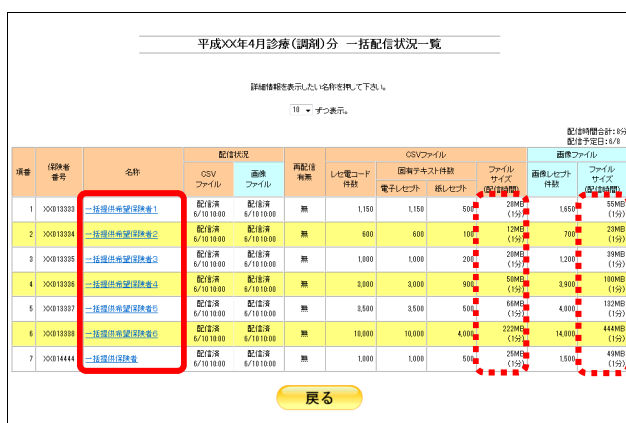 平成XX年4月診療(調剤)分 一括配信状況一覧
詳細情報を表示したい名称を押して下さい。
10 ずつ表示。
配信時間合計:8分
配信予定日:6/8
項番 保険者番号 名称 配信状況 再配信有無 CSVファイル 画像ファイル
CSVファイル 画像ファイル レセ電コード件数 固有テキスト件数 ファイルサイズ(配信時間) 画像レセプト件数 ファイルサイズ(配信時間)
電子レセプト 紙レセプト
1 XX013333 一括提供希望保険者1 配信済 6/10 10:00 配信済 6/10 10:00 無 1,150 1,150 500 28MB (1分) 1,650 55MB (1分)
2 XX013334 一括提供希望保険者2 配信済 6/10 10:00 配信済 6/10 10:00 無 600 600 100 12MB (1分) 700 23MB (1分)
3 XX013335 一括提供希望保険者3 配信済 6/10 10:00 配信済 6/10 10:00 無 1,000 1,000 200 20MB (1分) 1,200 39MB (1分)
4 XX013336 一括提供希望保険者4 配信済 6/10 10:00 配信済 6/10 10:00 無 3,000 3,000 900 50MB (1分) 3,900 100MB (1分)
5 XX013337 一括提供希望保険者5 配信済 6/10 10:00 配信済 6/10 10:00 無 3,500 3,500 500 66MB (1分) 4,000 132MB (1分)
6 XX013338 一括提供希望保険者6 配信済 6/10 10:00 配信済 6/10 10:00 無 10,000 10,000 4,000 222MB (1分) 14,000 444MB (1分)
7 XX014444 一括提供保険者 配信済 6/10 10:00 配信済 6/10 10:00 無 1,000 1,000 500 25MB (1分) 1,500 49MB (1分)
戻る